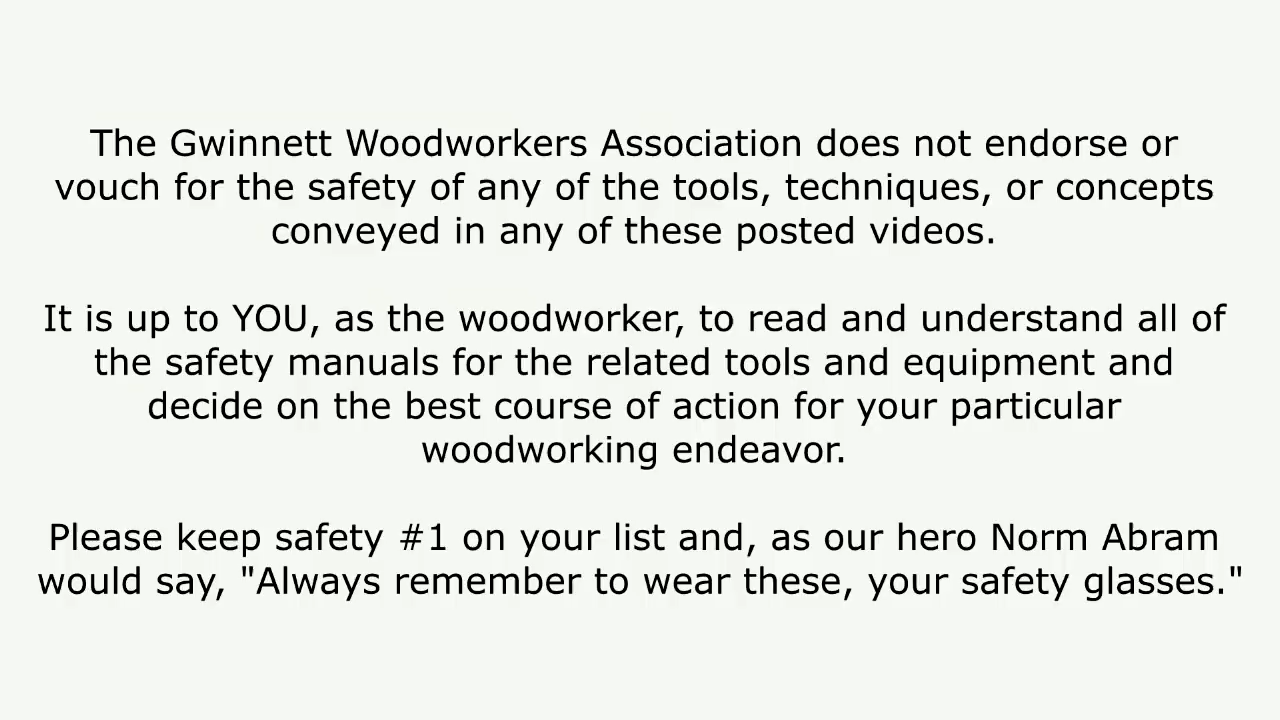 The Gwinnett Woodworkers Association does not endorse or
vouch for the safety of any of the tools, techniques, or concepts
conveyed in any of these posted videos.
It is up to YOU, as the woodworker, to read and understand all of
the safety manuals for the related tools and equipment and
decide on the best course of action for your particular
woodworking endeavor.
Please keep safety #1 on your list and, as our hero Norm Abram
would say, "Always remember to wear these, your safety glasses."